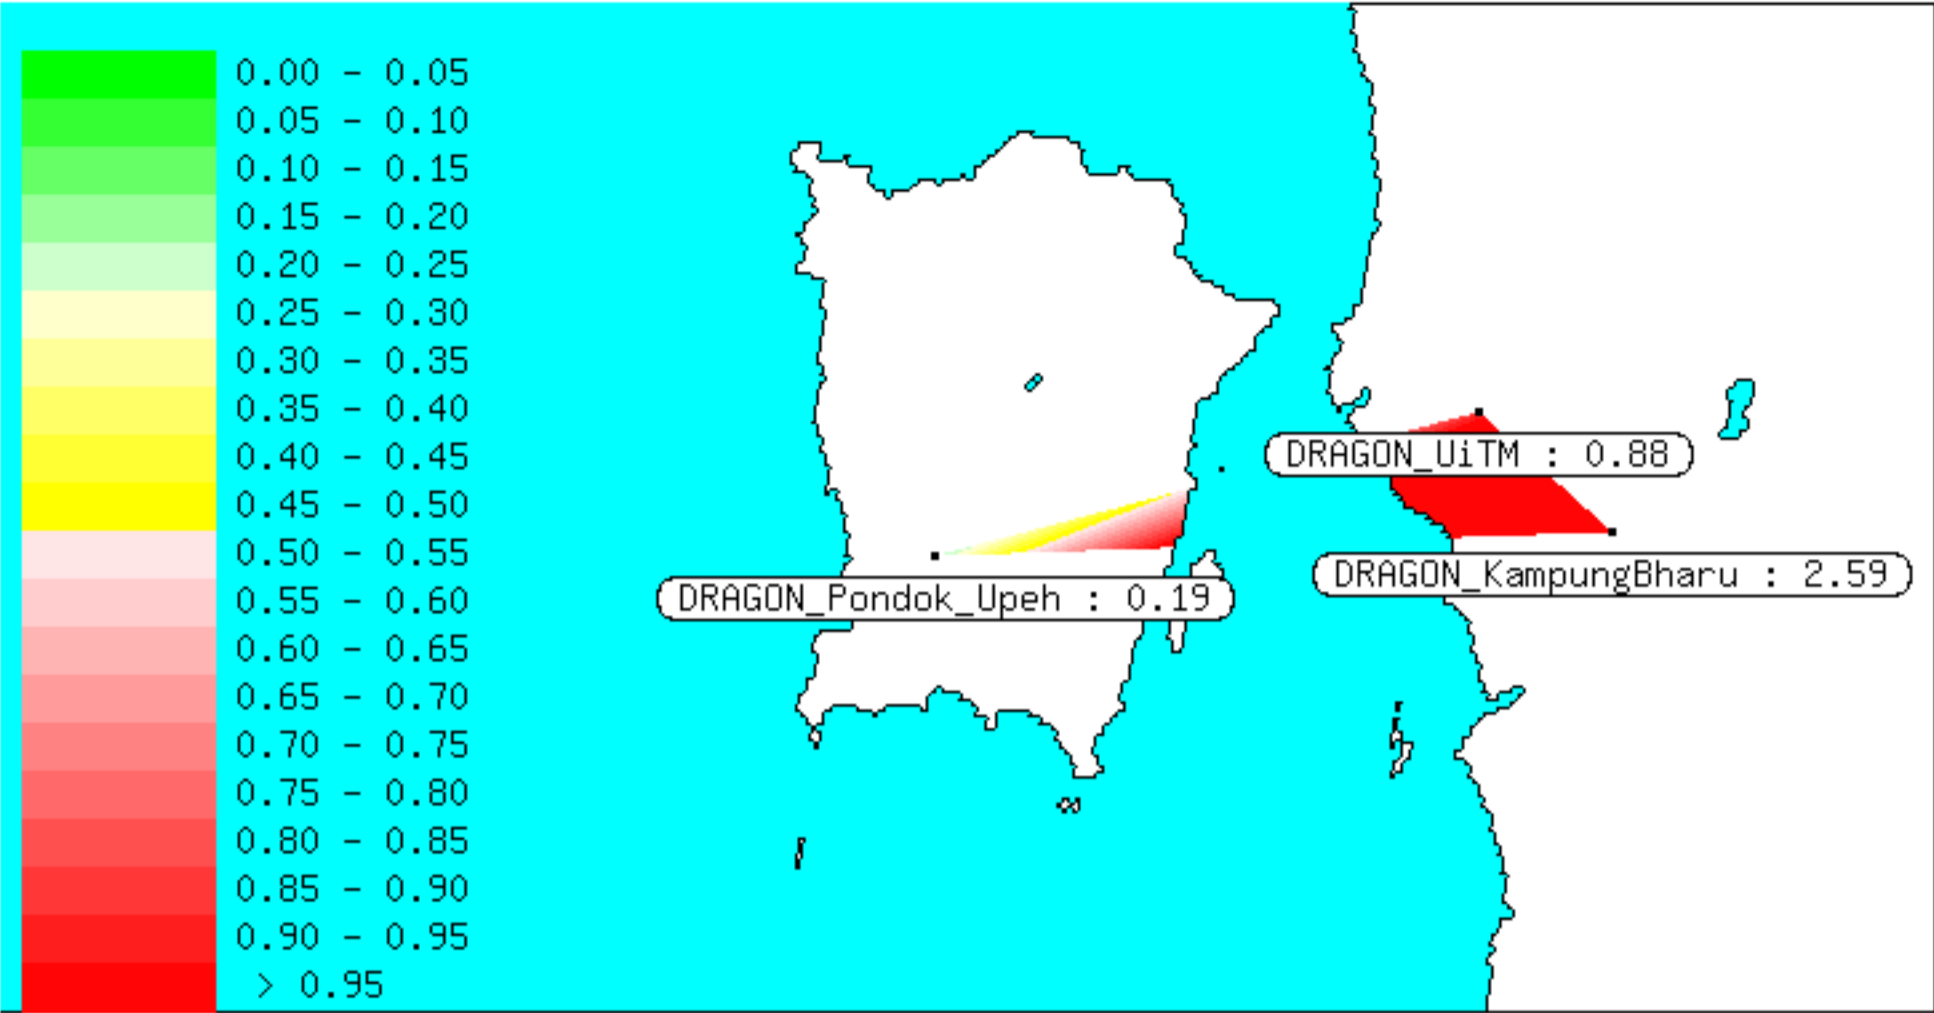 0.00 - 0.05
0.05 - 0.10
0.10 - 0.15
0.15 - 0.20
0.20 - 0.25
0.25 - 0.30
0.30 - 0.35
0.35 - 0.40
0.40 - 0.45
0.45 - 0.50
0.50 - 0.55
0.55 - 0.60
0.60 - 0.65
0.65 - 0.70
0.70 - 0.75
0.75 - 0.80
0.80 - 0.85
0.85 - 0.90
0.90 - 0.95
> 0.95
DRAGON_UiTM : 0.88
DRAGON_KampungBharu : 2.59
DRAGON_Pondok_Upeh : 0.19